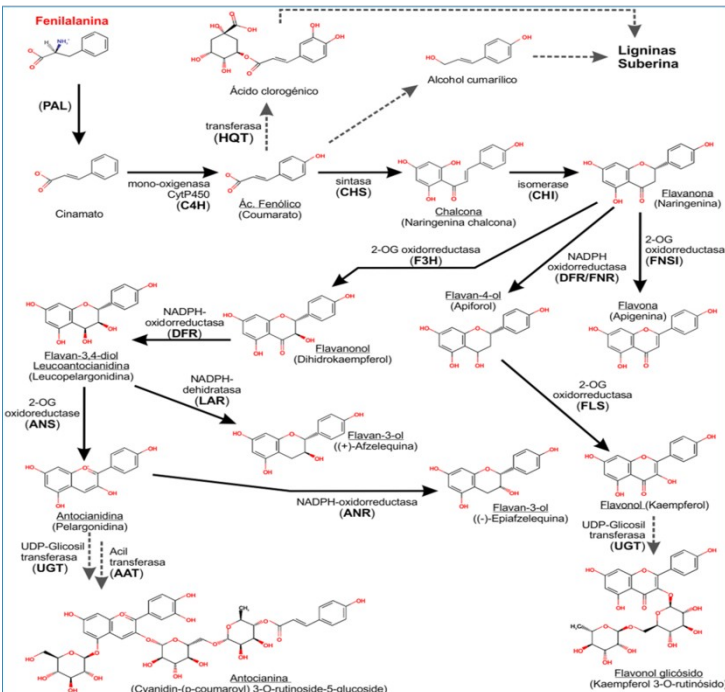 Fenilalanina
(PAL)
Ácido clorogénico
Alcohol cumarílico
Ligninas
Suberina
transferasa
(HQT)
Cinamato
mono-oxigenasa
CytP450
(C4H)
Ác. Fenólico
(Coumarato)
sintasa
(CHS)
Chalcona
(Naringenina chalcona)
isomerase
(CHI)
Flavanona
(Naringenina)
2-OG oxidorreductasa
(F3H)
NADPH
oxidorreductasa
(DFR/FNR)
2-OG
oxidorreductasa
(FNSI)
Flavan-3,4-diol
Leucoantocianidina
(Leucopelargonidina)
NADPH-
oxidorreductasa
(DFR)
Flavanonol
(Dihidrokaempferol)
Flavan-4-ol
(Apiforol)
Flavona
(Apigenina)
2-OG
oxidoreductase
(ANS)
NADPH-
dehidratasa
(LAR)
Flavan-3-ol
((+)-Afzelequina)
2-OG
oxidorreductasa
(FLS)
Antocianidina
(Pelargonidina)
NADPH-oxidorreductasa
(ANR)
Flavan-3-ol
((-)-Epiafzelequina)
Flavonol (Kaempferol)
UDP-Glicosil
transferasa
(UGT)
Acil
transferasa
(AAT)
UDP-Glicosil
transferasa
(UGT)
Antocianina
(Cyanidin-(p-coumaroyl) 3-O-rutinoside-5-glucoside)
Flavonol glicósido
(Kaempferol 3-O-rutinósido)